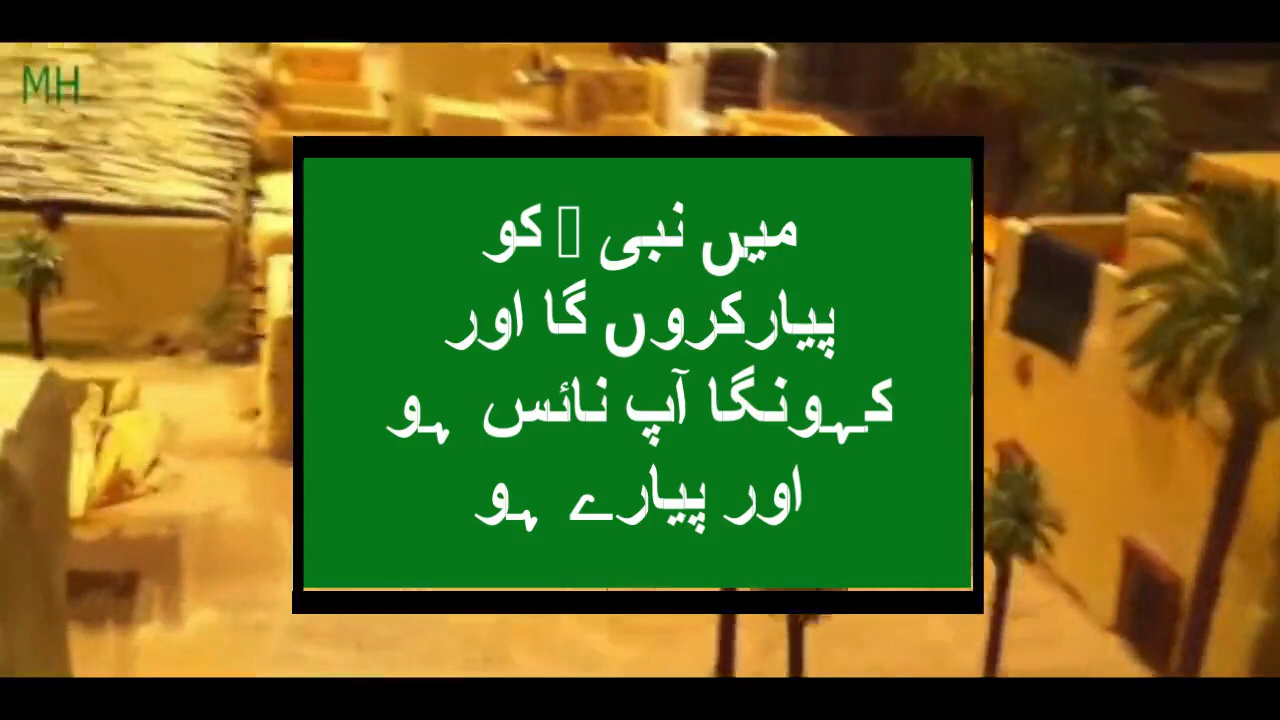 MH
میں نبی ▯ کو
پیارکروں گا اور
کہونگا آپ نائس ہو
اور پیارے ہو